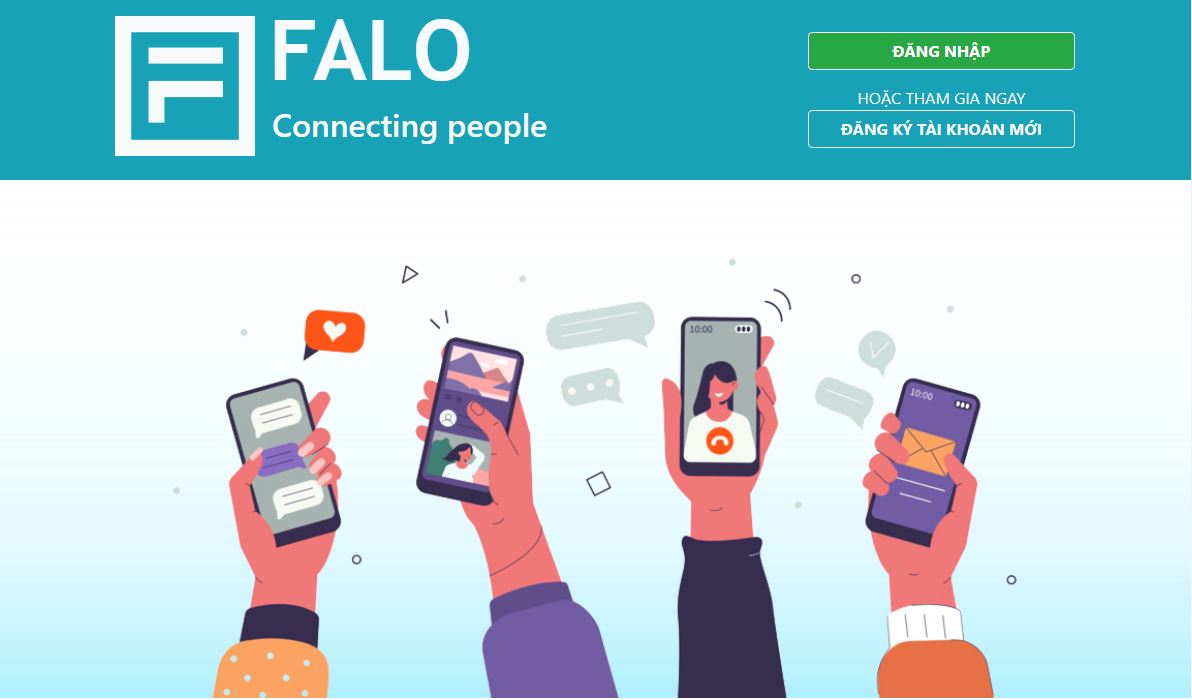 FALO
Connecting people
ĐĂNG NHẬP
HOẶC THAM GIA NGAY
ĐĂNG KÝ TÀI KHOẢN MỚI
10:00
10:00